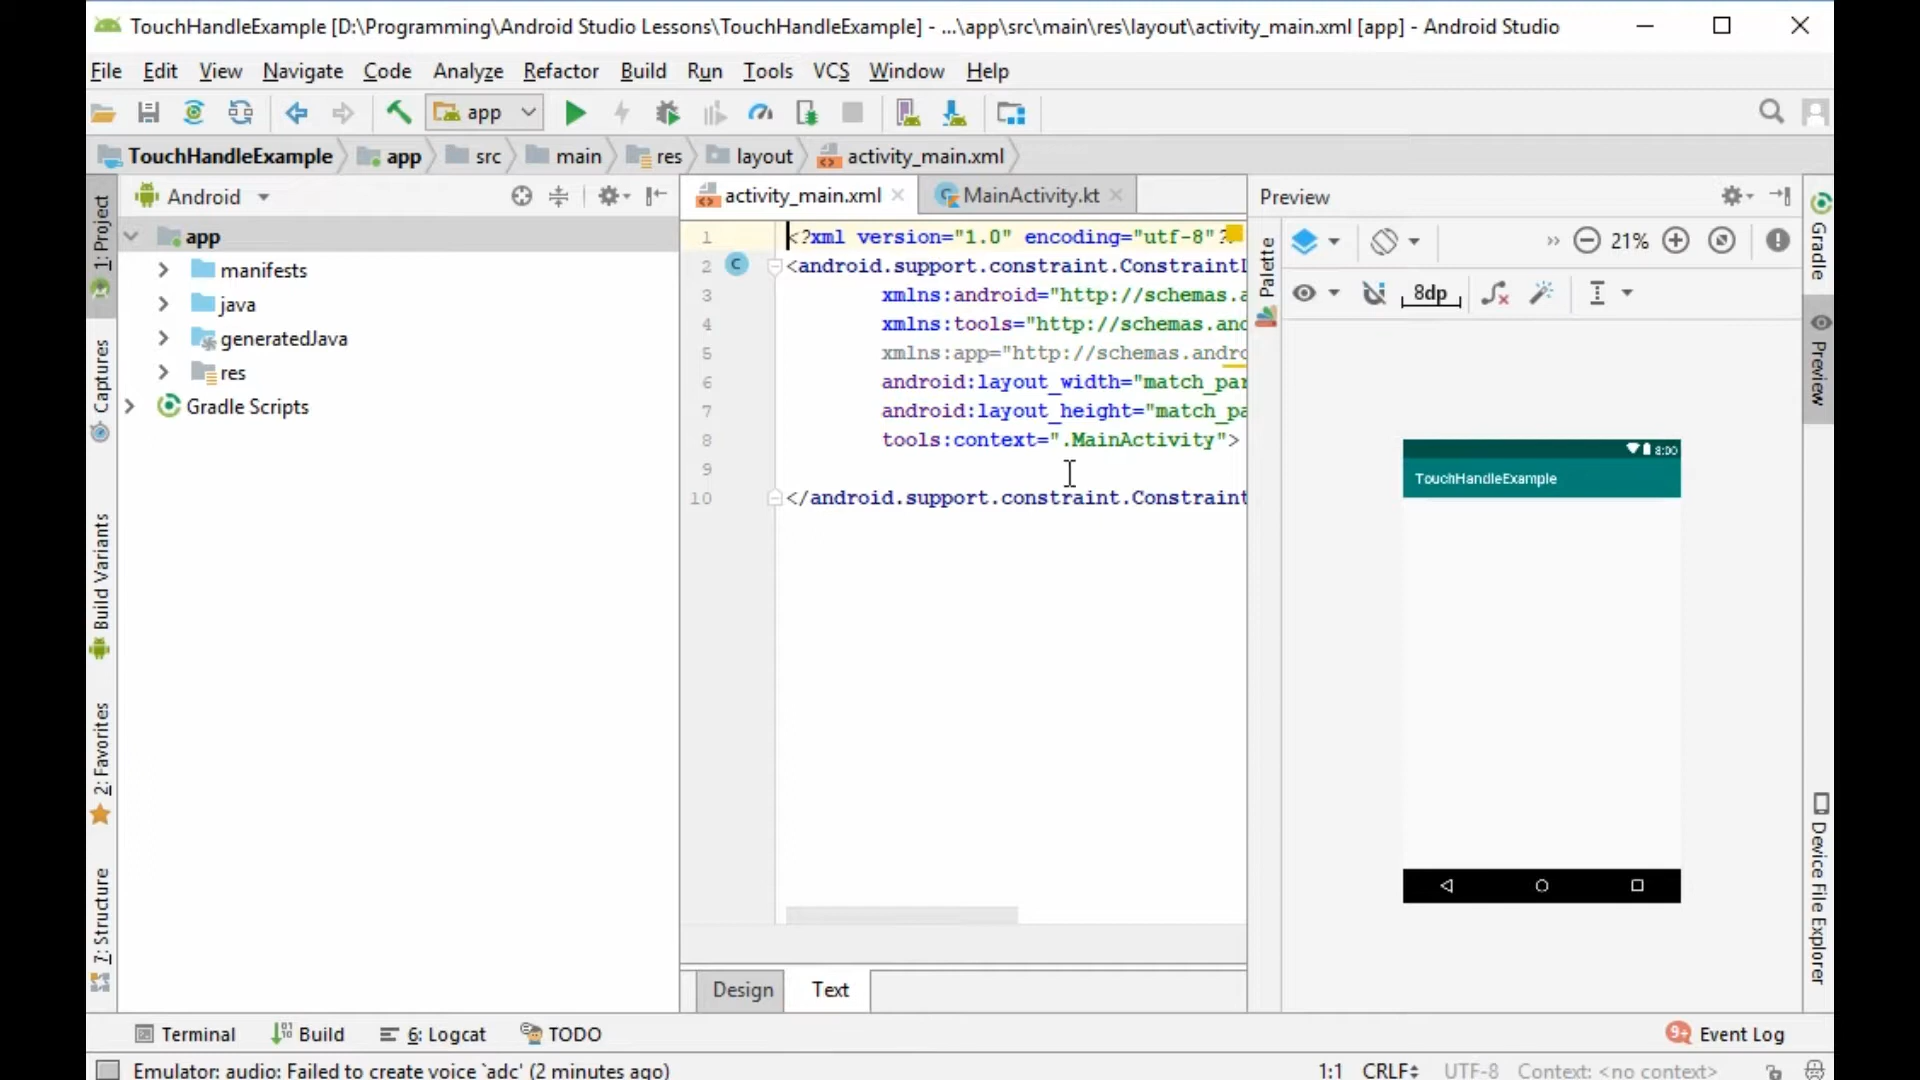 TouchHandleExample [D:\Programming\Android Studio Lessons\TouchHandleExample] - ...\app\src\main\res\layout\activity_main.xml [app] - Android Studio
File Edit View Navigate Code Analyze Refactor Build Run Tools VCS Window Help
app
TouchHandleExample app src main res layout activity_main.xml
1: Project
Captures
Build Variants
2: Favorites
7: Structure
Android
app
manifests
java
generatedJava
res
Gradle Scripts
activity_main.xml MainActivity.kt
1 <?xml version="1.0" encoding="utf-8"?
2 <android.support.constraint.Constraint
3 xmlns:android="http://schemas.
4 xmlns:tools="http://schemas.and
5 xmlns:app="http://schemas.andro
6 android:layout_width="match_par
7 android:layout_height="match_pa
8 tools:context=".MainActivity">
9
10 </android.support.constraint.Constraint
C
Design Text
Preview
Palette
21%
8dp
8:00
TouchHandleExample
Gradle
Preview
Device File Explorer
Terminal Build 6: Logcat TODO
9+ Event Log
Emulator: audio: Failed to create voice `adc' (2 minutes ago)
1:1 CRLF UTF-8 Context: <no context>